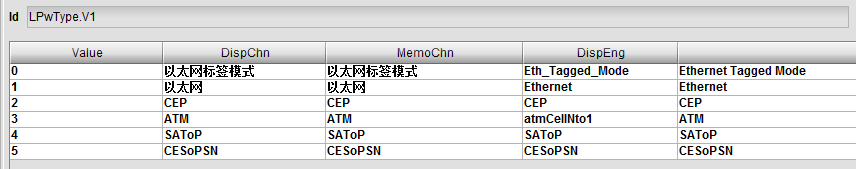 Id LPwType.V1
Value DispChn MemoChn DispEng
0 以太网标签模式 以太网标签模式 Eth_Tagged_Mode Ethernet Tagged Mode
1 以太网 以太网 Ethernet Ethernet
2 CEP CEP CEP CEP
3 ATM ATM atmCellNto1 ATM
4 SAToP SAToP SAToP SAToP
5 CESoPSN CESoPSN CESoPSN CESoPSN